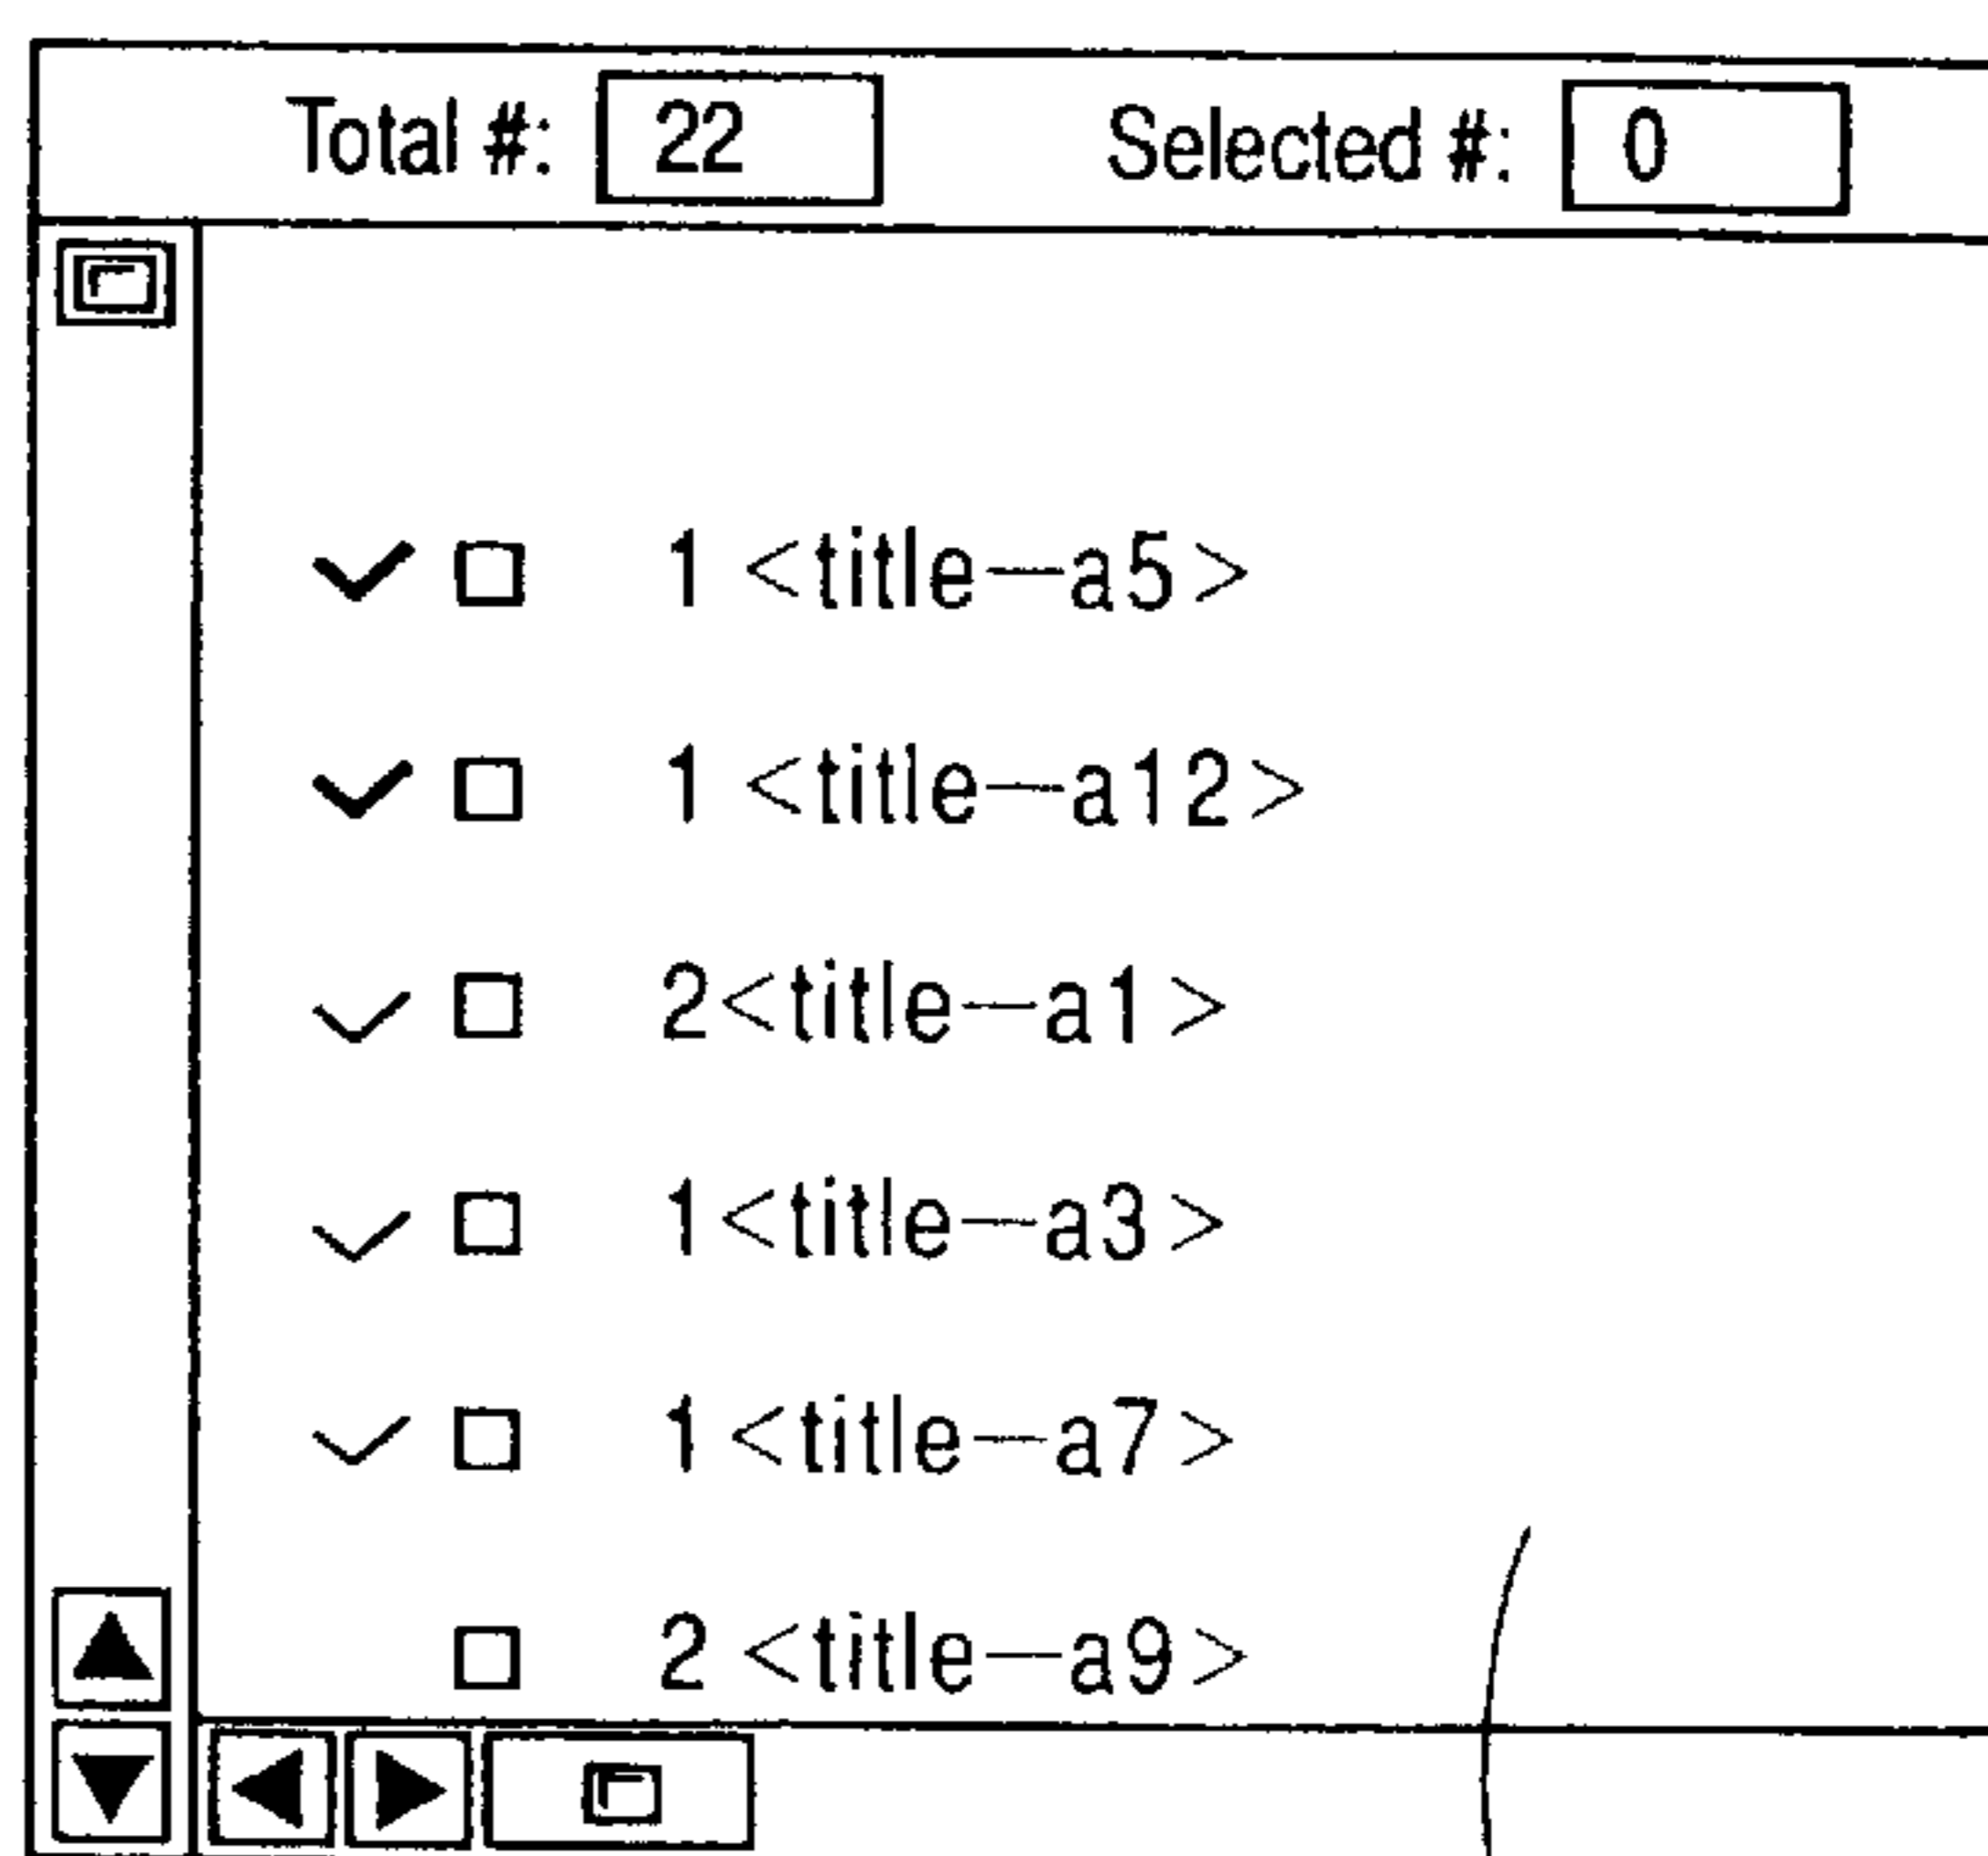 Total #: 22 Selected #: 0
1 <title—a5>
1 <title—a12>
2<title—a1>
1<title—a3>
1<title—a7>
2 <title—a9>